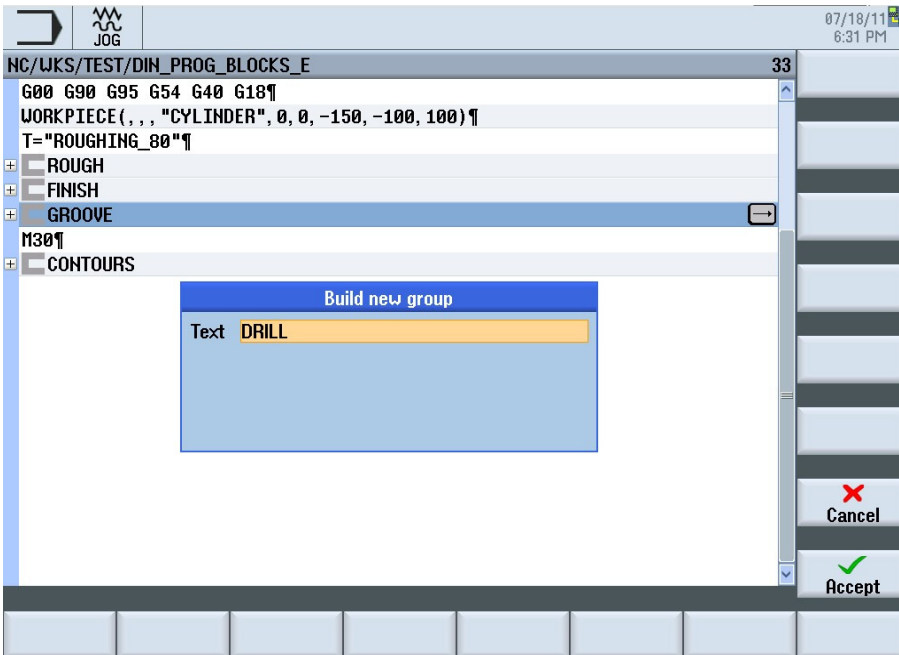 JOG
07/18/11
6:31 PM
NC/WKS/TEST/DIN_PROG_BLOCKS_E 33
G00 G90 G95 G54 G40 G18¶
WORKPIECE(,,,"CYLINDER",0,0,-150,-100,100)¶
T="ROUGHING_80"¶
ROUGH
FINISH
GROOVE
M30¶
CONTOURS
Build new group
Text DRILL
Cancel
Accept